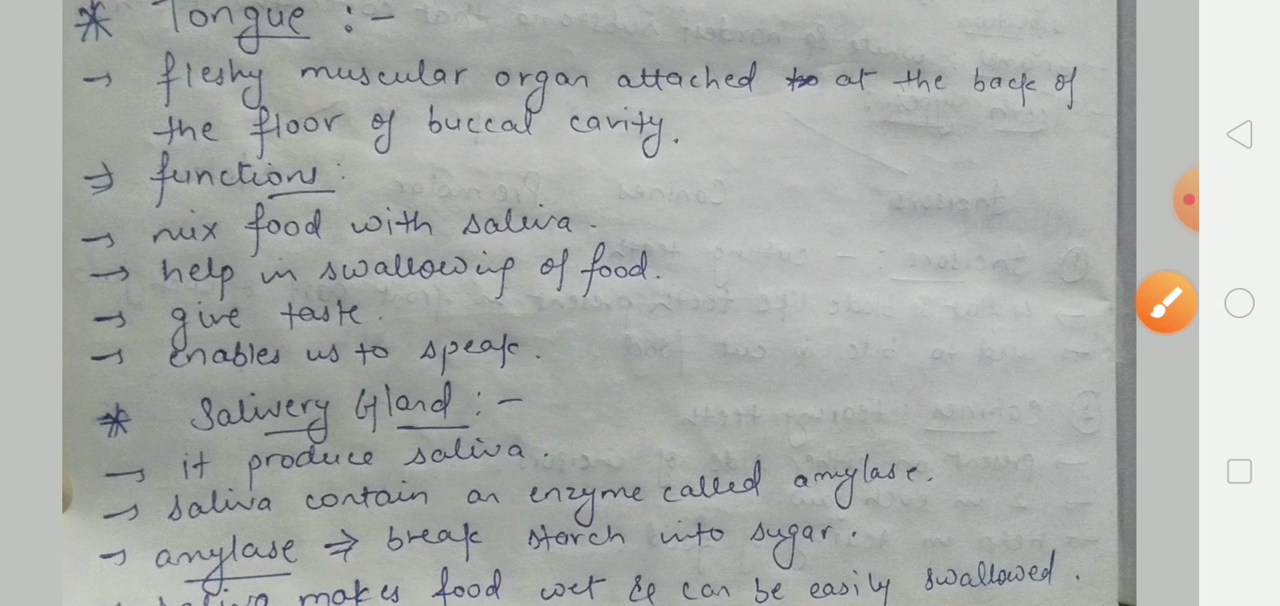 * Tongue :-
→ fleshy muscular organ attached to at the back of
the floor of buccal cavity.
⇒ functions:
→ mix food with saliva.
→ help in swallowing of food.
→ give taste.
→ enables us to speak.
* Salivery Gland :-
→ it produce saliva.
→ saliva contain an enzyme called amylase.
→ amylase ⇒ break starch into sugar.
saliva makes food wet & can be easily swallowed.